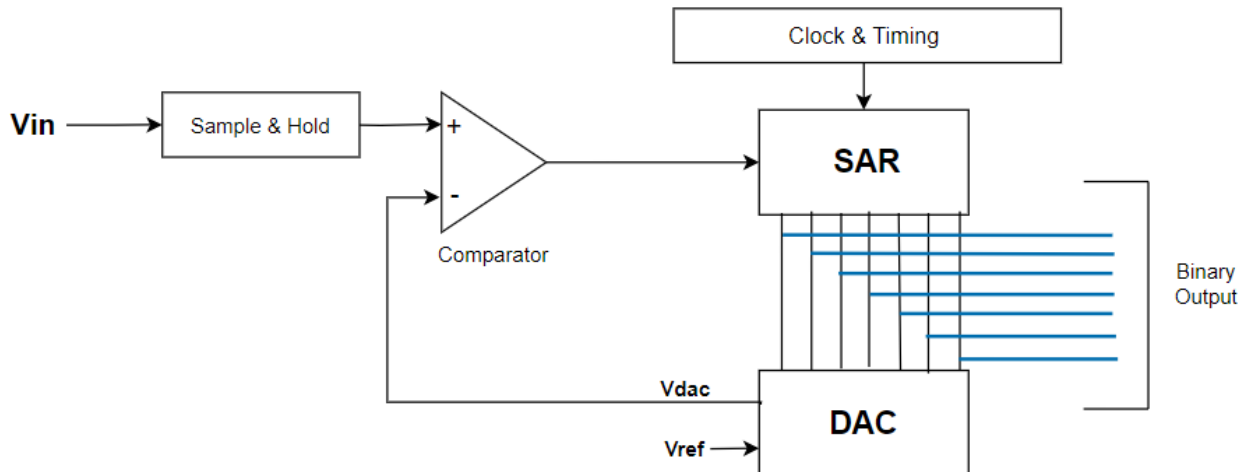 Clock & Timing
Vin
Sample & Hold
+
-
Comparator
SAR
Binary
Output
Vdac
Vref
DAC